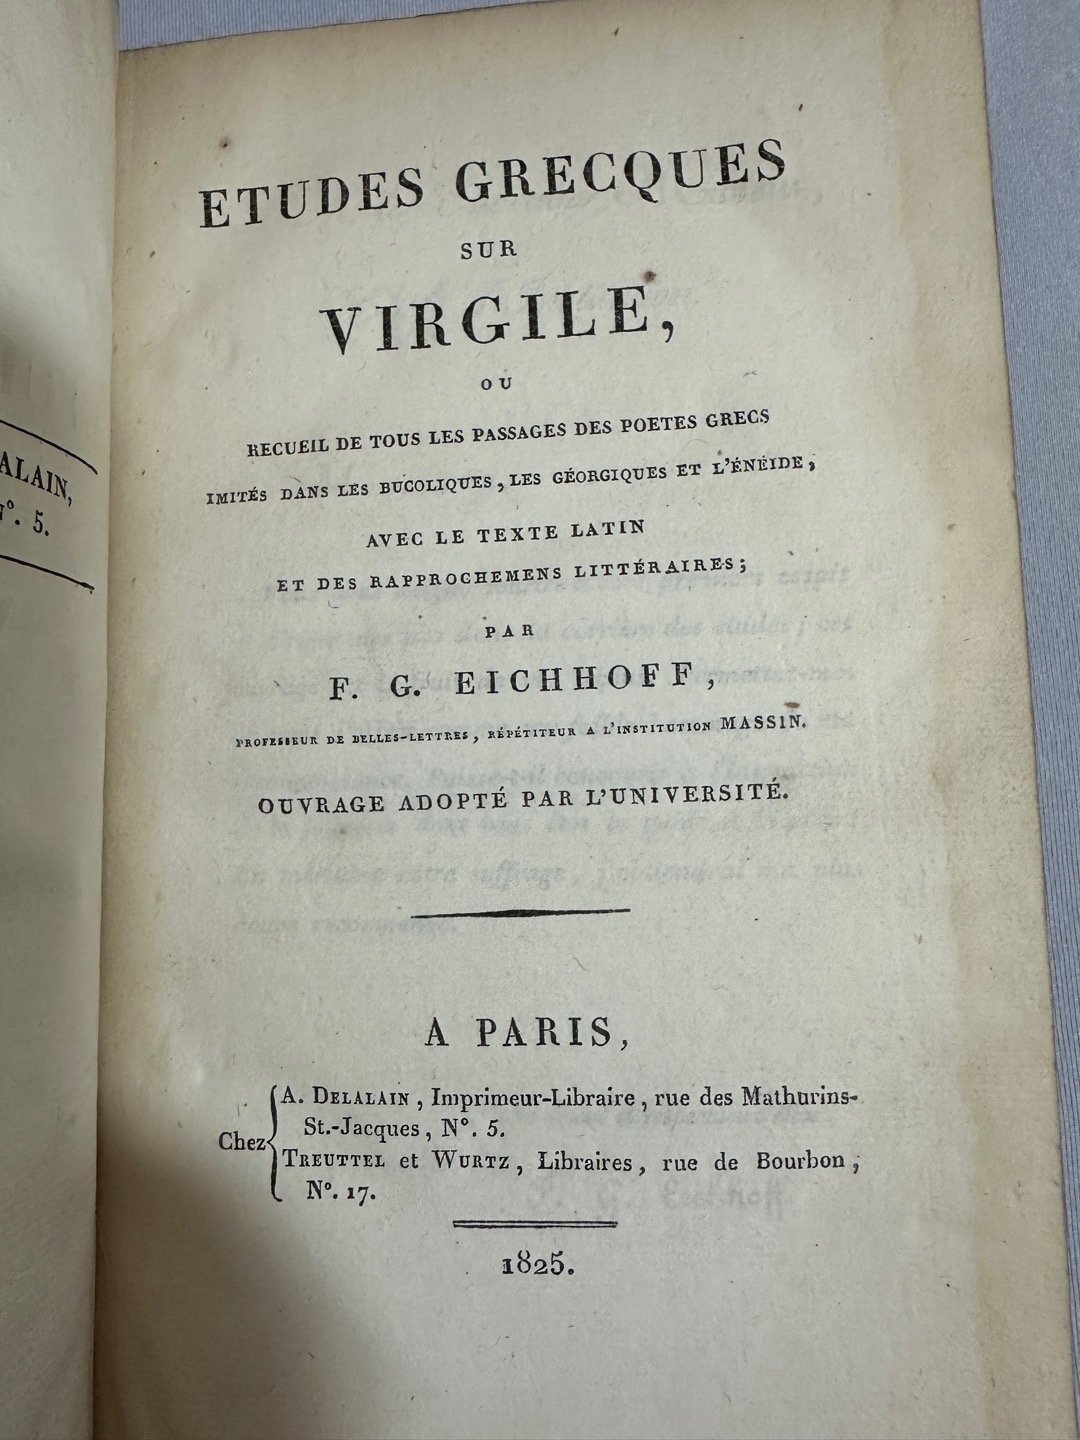 ETUDES GRECQUES
SUR
VIRGILE,
OU
RECUEIL DE TOUS LES PASSAGES DES POETES GRECS
IMITÉS DANS LES BUCOLIQUES, LES GÉORGIQUES ET L'ÉNÉIDE,
AVEC LE TEXTE LATIN
ET DES RAPPROCHEMENS LITTÉRAIRES;
PAR
F. G. EICHHOFF,
PROFESSEUR DE BELLES-LETTRES, RÉPÉTITEUR A L'INSTITUTION MASSIN.
OUVRAGE ADOPTÉ PAR L'UNIVERSITÉ.
A PARIS,
Chez
A. DELALAIN, Imprimeur-Libraire, rue des Mathurins-
St.-Jacques, N°. 5.
TREUTTEL et WURTZ, Libraires, rue de Bourbon,
N°. 17.
1825.
ALAIN,
N°. 5.